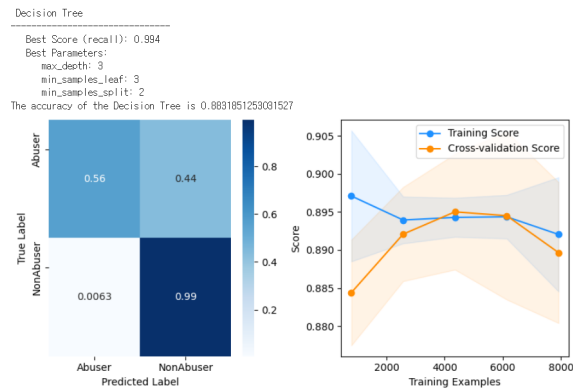 Decision Tree
-------------------------------
Best Score (recall): 0.994
Best Parameters:
max_depth: 3
min_samples_leaf: 3
min_samples_split: 2
The accuracy of the Decision Tree is 0.8831851253031527
True Label
Abuser
NonAbuser
0.56
0.44
0.0063
0.99
Abuser
NonAbuser
Predicted Label
0.8
0.6
0.4
0.2
Score
0.905
0.900
0.895
0.890
0.885
0.880
Training Score
Cross-validation Score
2000
4000
6000
8000
Training Examples